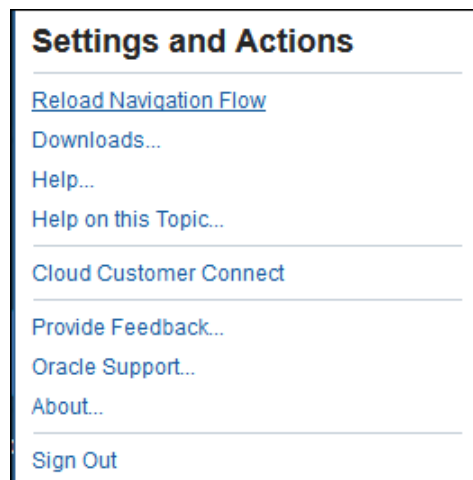 Settings and Actions
Reload Navigation Flow
Downloads...
Help...
Help on this Topic...
Cloud Customer Connect
Provide Feedback...
Oracle Support...
About...
Sign Out